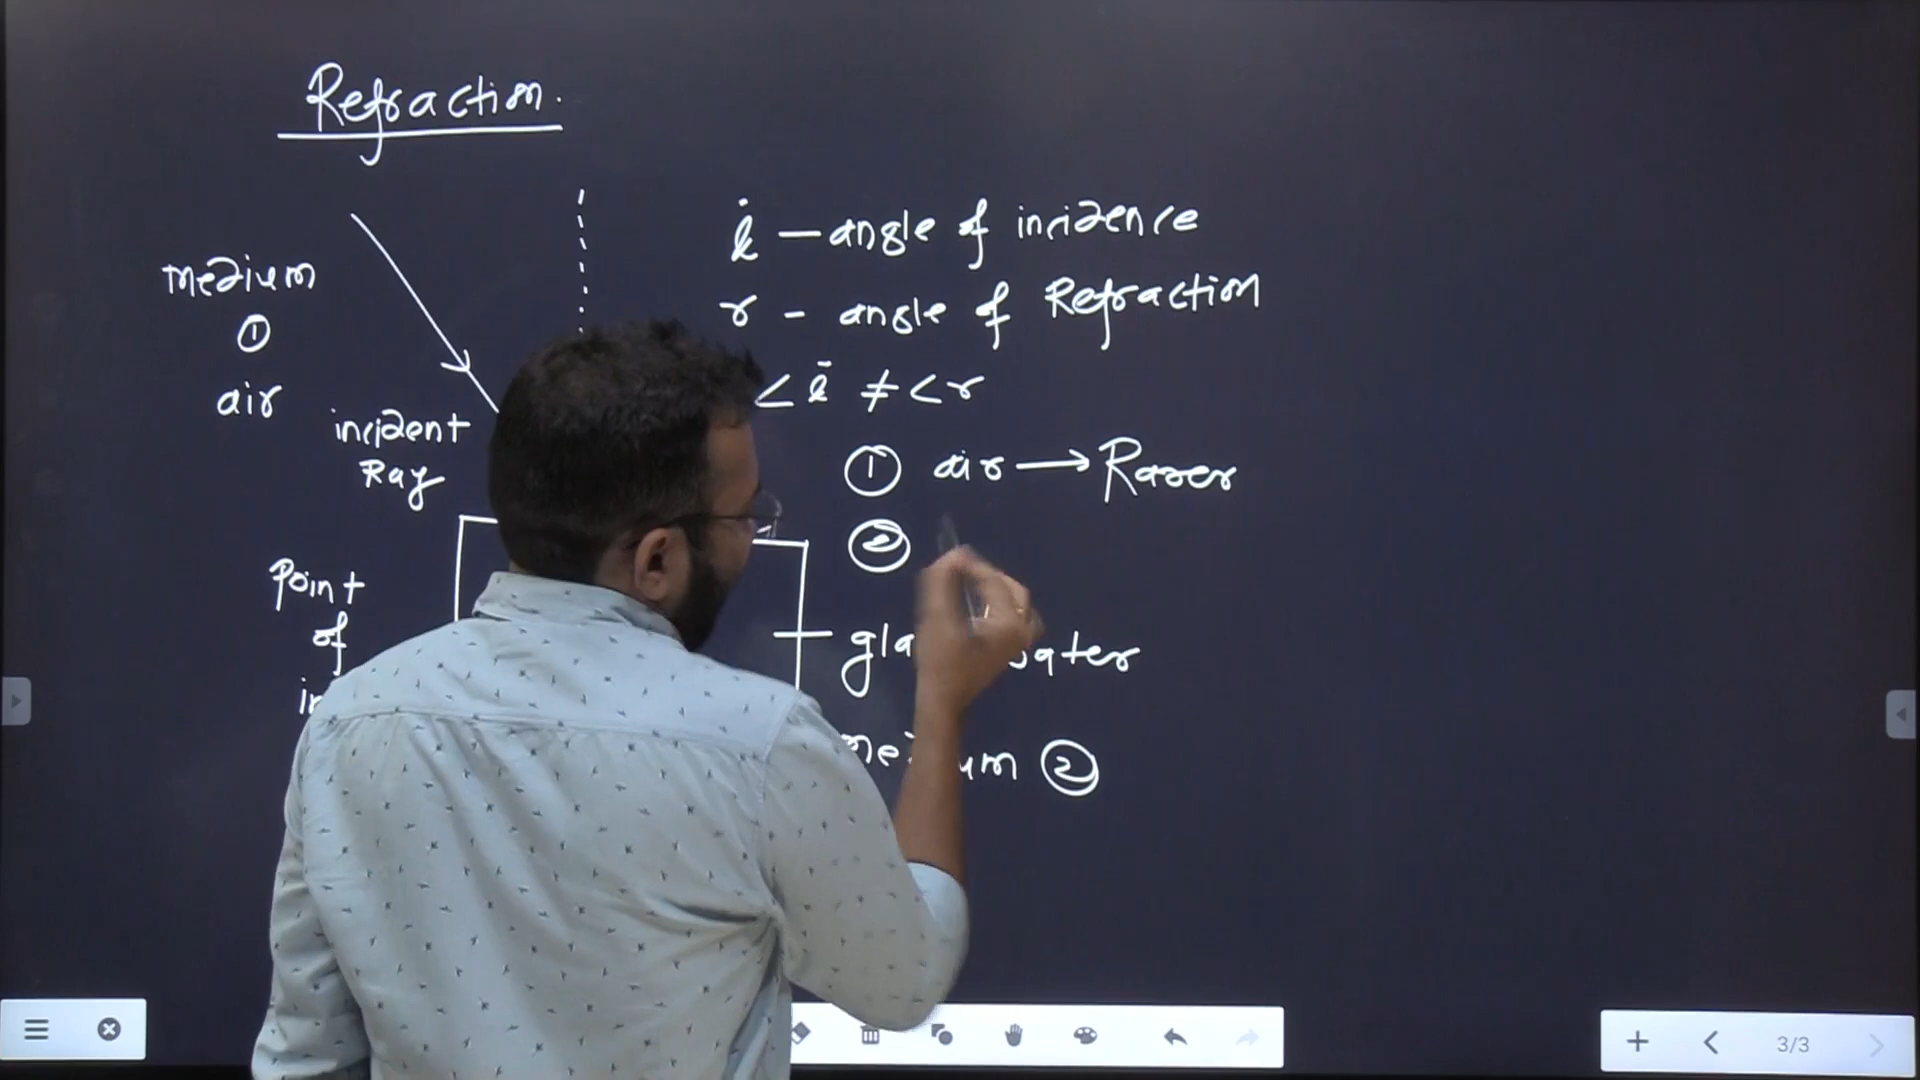 Refraction.
medium
①
air
incident
Ray
Point
of
i - angle of incidence
r - angle of Refraction
<i ≠ <r
① air → Rarer
②
medium ②
3/3